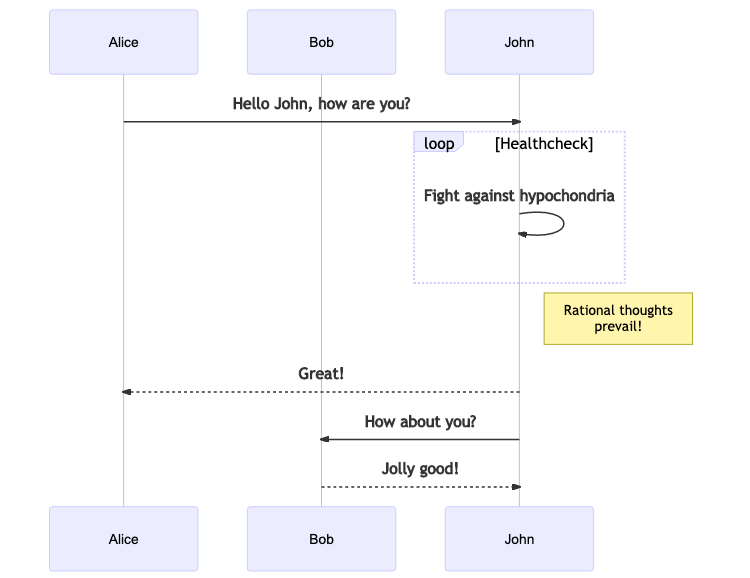 Alice
Bob
John
Hello John, how are you?
loop
[Healthcheck]
Fight against hypochondria
Rational thoughts
prevail!
Great!
How about you?
Jolly good!
Alice
Bob
John